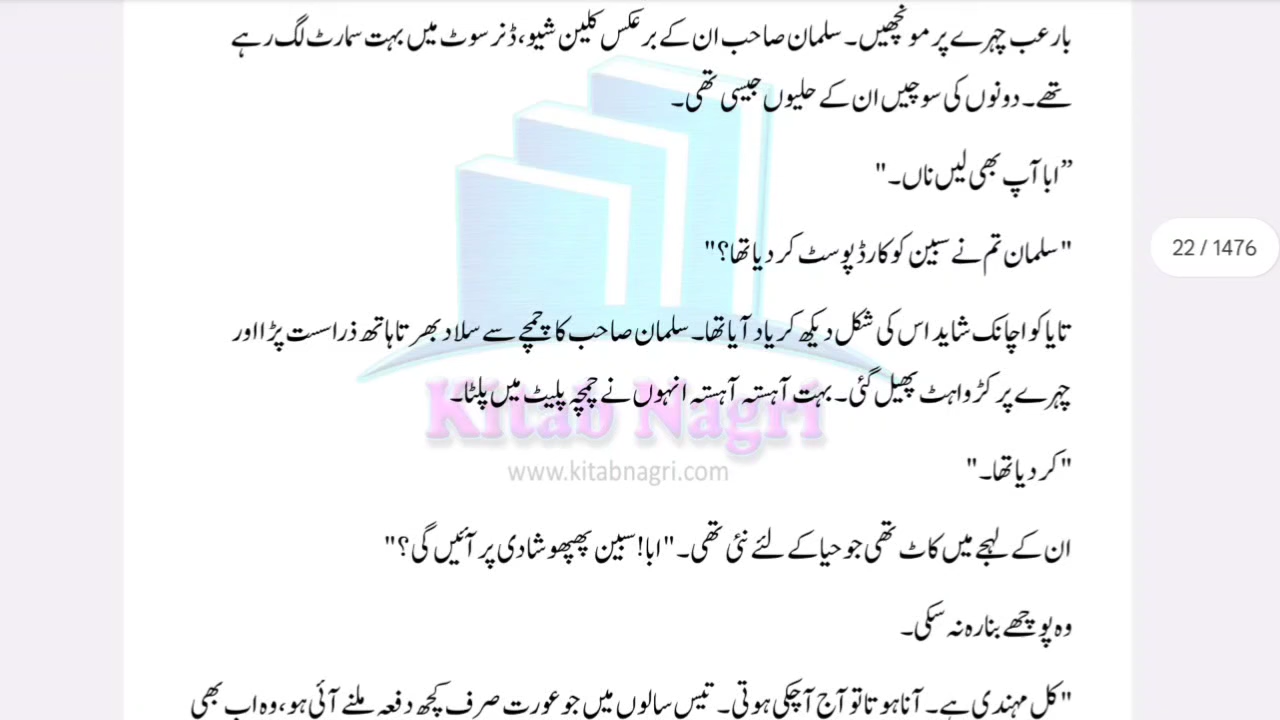 بارعب چہرے پر مونچھیں۔ سلمان صاحب ان کے برعکس کلین شیو، ڈنر سوٹ میں بہت سمارٹ لگ رہے
تھے۔ دونوں کی سوچیں ان کے حلیوں جیسی تھی۔
”ابا آپ بھی لیں ناں۔"
"سلمان تم نے سبین کو کارڈ پوسٹ کر دیا تھا؟"
تایا کو اچانک شاید اس کی شکل دیکھ کر یاد آیا تھا۔ سلمان صاحب کا چمچے سے سلاد بھرتا ہاتھ ذرا ست پڑا اور
چہرے پر کڑواہٹ پھیل گئی۔ بہت آہستہ آہستہ انہوں نے چمچہ پلیٹ میں پلٹا۔
"کر دیا تھا۔"
ان کے لہجے میں کاٹ تھی جو حیا کے لئے نئی تھی۔ "ابا! سبین پھپھو شادی پر آئیں گی؟"
وہ پوچھے بنا رہ نہ سکی۔
"کل مہندی ہے۔ آنا ہوتا تو آج آ چکی ہوتی۔ تیس سالوں میں جو عورت صرف کچھ دفعہ ملنے آئی ہو، وہ اب بھی
22 / 1476
Kitab Nagri
www.kitabnagri.com